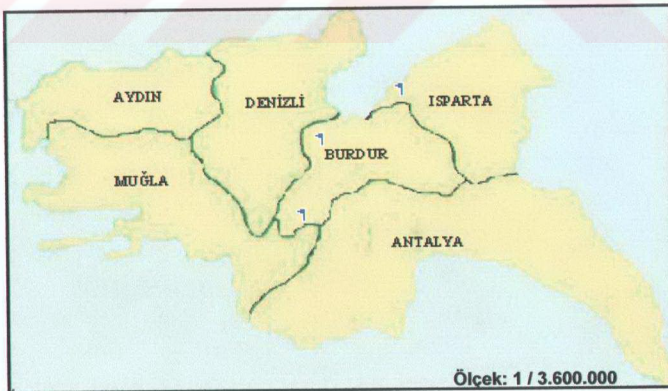 AYDIN
DENİZLİ
ISPARTA
BURDUR
MUĞLA
ANTALYA
Ölçek: 1 / 3.600.000